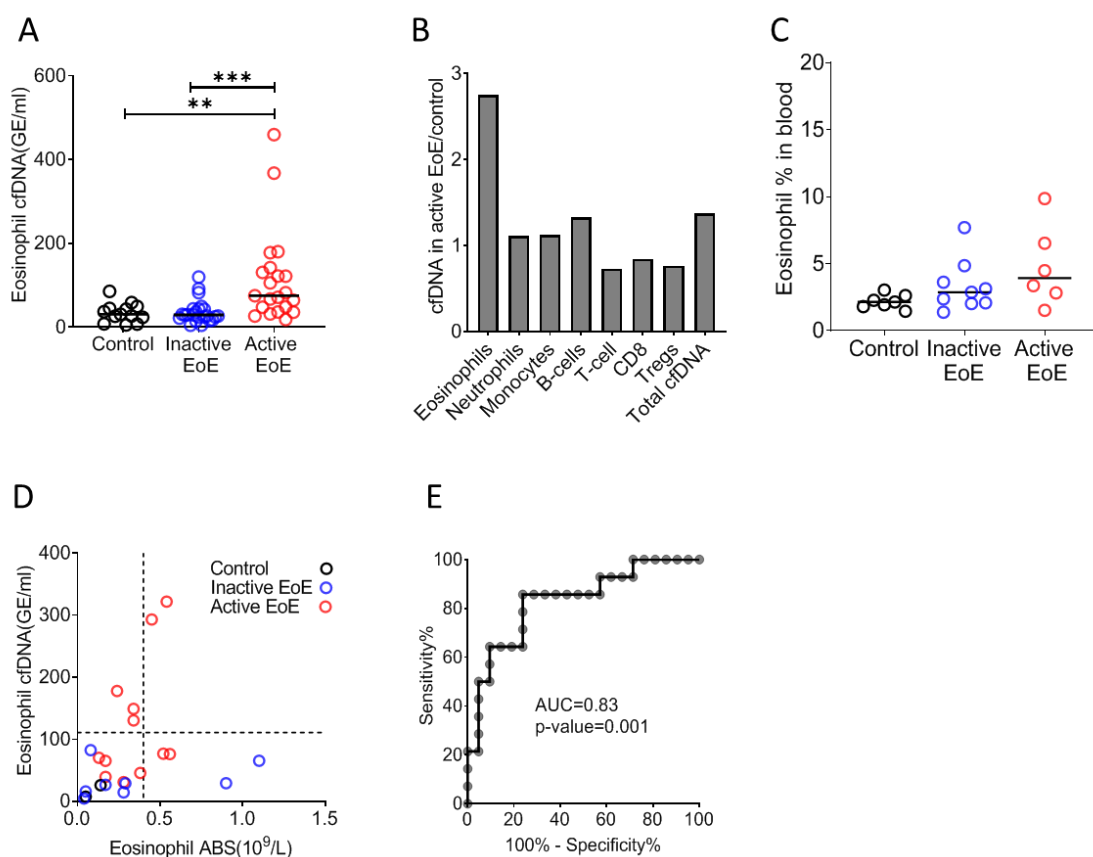 A
Eosinophil cfDNA(GE/ml)
600
400
200
0
***
**
Control
Inactive
EoE
Active
EoE
B
cfDNA in active EoE/control
3
2
1
0
Eosinophils
Neutrophils
Monocytes
B-cells
T-cell
CD8
Tregs
Total cfDNA
C
Eosinophil % in blood
20
15
10
5
0
Control
Inactive
EoE
Active
EoE
D
Eosinophil cfDNA(GE/ml)
400
300
200
100
0
Control
Inactive EoE
Active EoE
0.0
0.5
1.0
1.5
Eosinophil ABS(10⁹/L)
E
Sensitivity%
100
80
60
40
20
0
AUC=0.83
p-value=0.001
0
20
40
60
80
100
100% - Specificity%